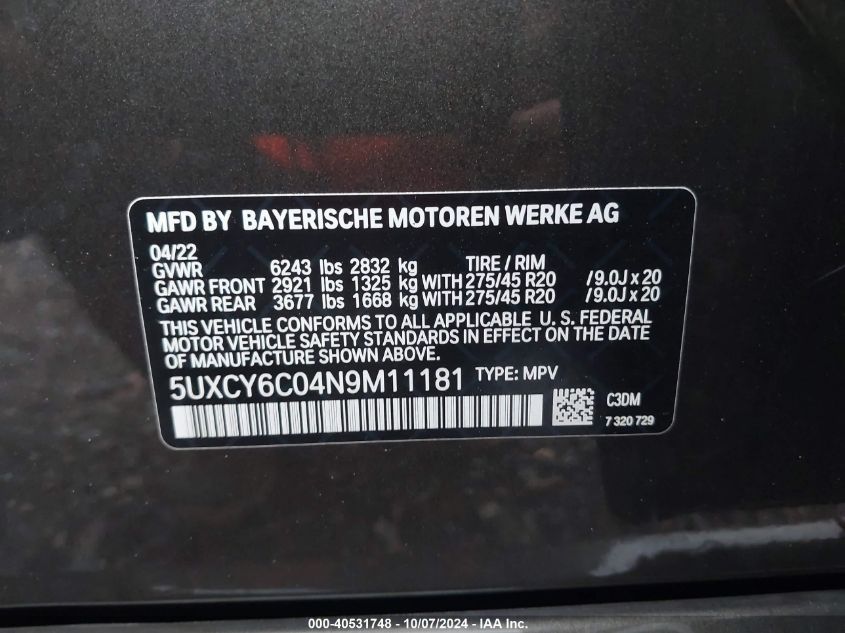 MFD BY BAYERISCHE MOTOREN WERKE AG
04/22
GVWR 6243 lbs 2832 kg TIRE / RIM
GAWR FRONT 2921 lbs 1325 kg WITH 275/45 R20 /9.0J x 20
GAWR REAR 3677 lbs 1668 kg WITH 275/45 R20 /9.0J x 20
THIS VEHICLE CONFORMS TO ALL APPLICABLE U. S. FEDERAL
MOTOR VEHICLE SAFETY STANDARDS IN EFFECT ON THE DATE
OF MANUFACTURE SHOWN ABOVE.
5UXCY6C04N9M11181 TYPE: MPV
C3DM
7 320 729
000-40531748 - 10/07/2024 - IAA Inc.